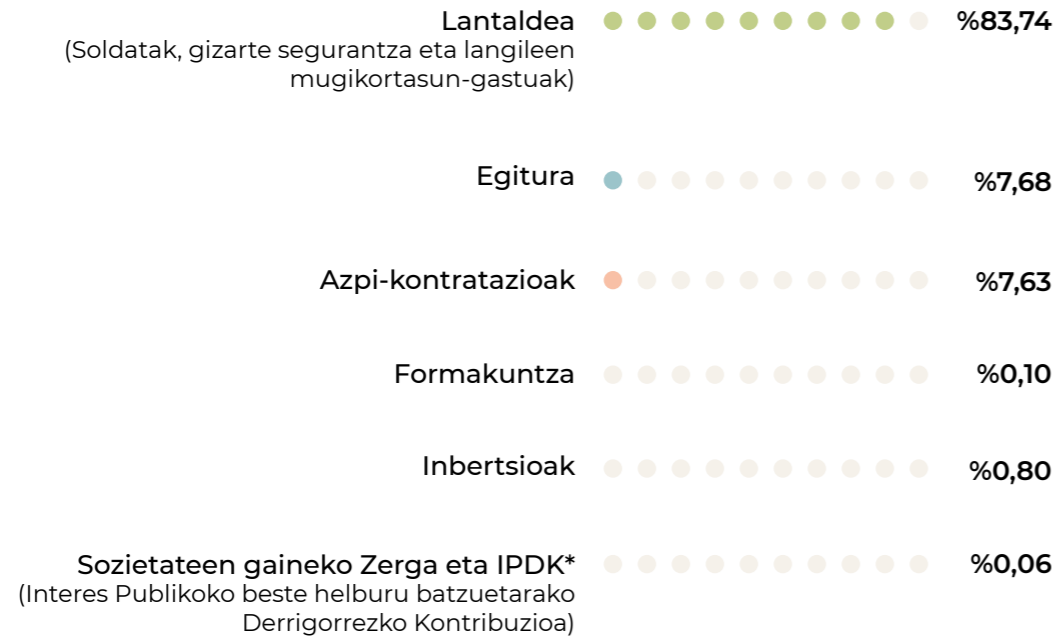 Lantaldea %83,74
(Soldatak, gizarte segurantza eta langileen
mugikortasun-gastuak)
Egitura %7,68
Azpi-kontratazioak %7,63
Formakuntza %0,10
Inbertsioak %0,80
Sozietateen gaineko Zerga eta IPDK* %0,06
(Interes Publikoko beste helburu batzuetarako
Derrigorrezko Kontribuzioa)